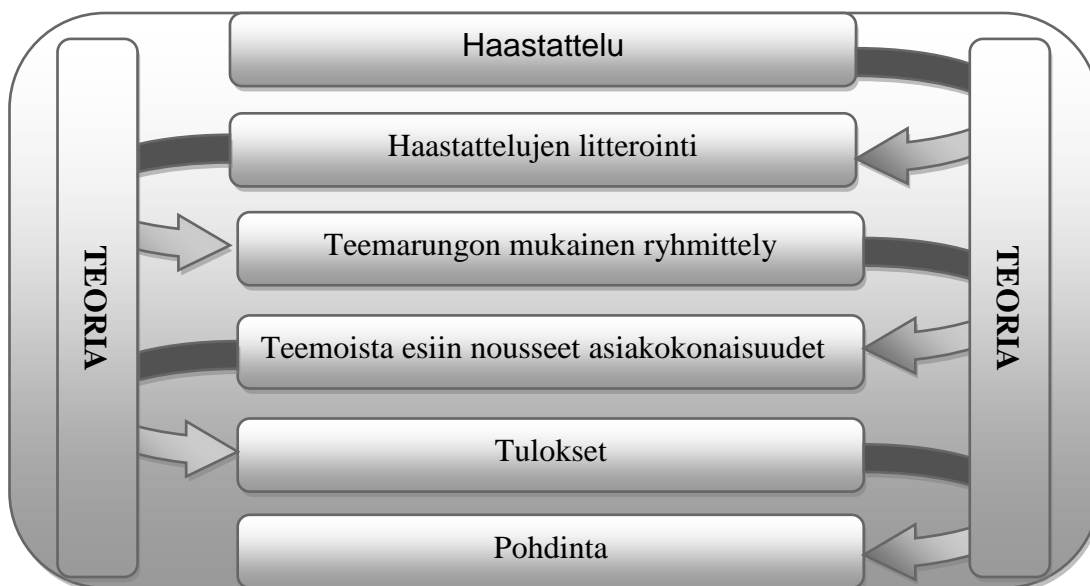 Haastattelu
Haastattelujen litterointi
Teemarungon mukainen ryhmittely
TEORIA
TEORIA
Teemoista esiin nousseet asiakokonaisuudet
Tulokset
Pohdinta